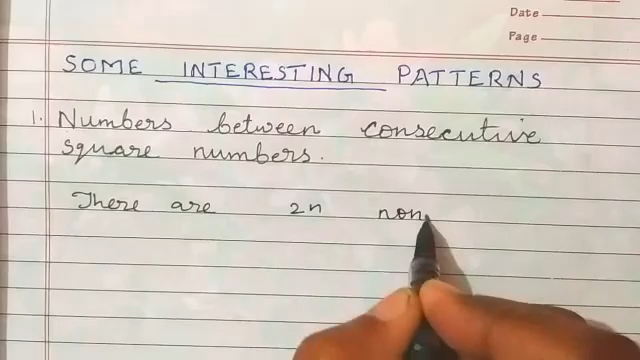 Date
Page
SOME INTERESTING PATTERNS
1. Numbers between consecutive
square numbers.
There are 2n non